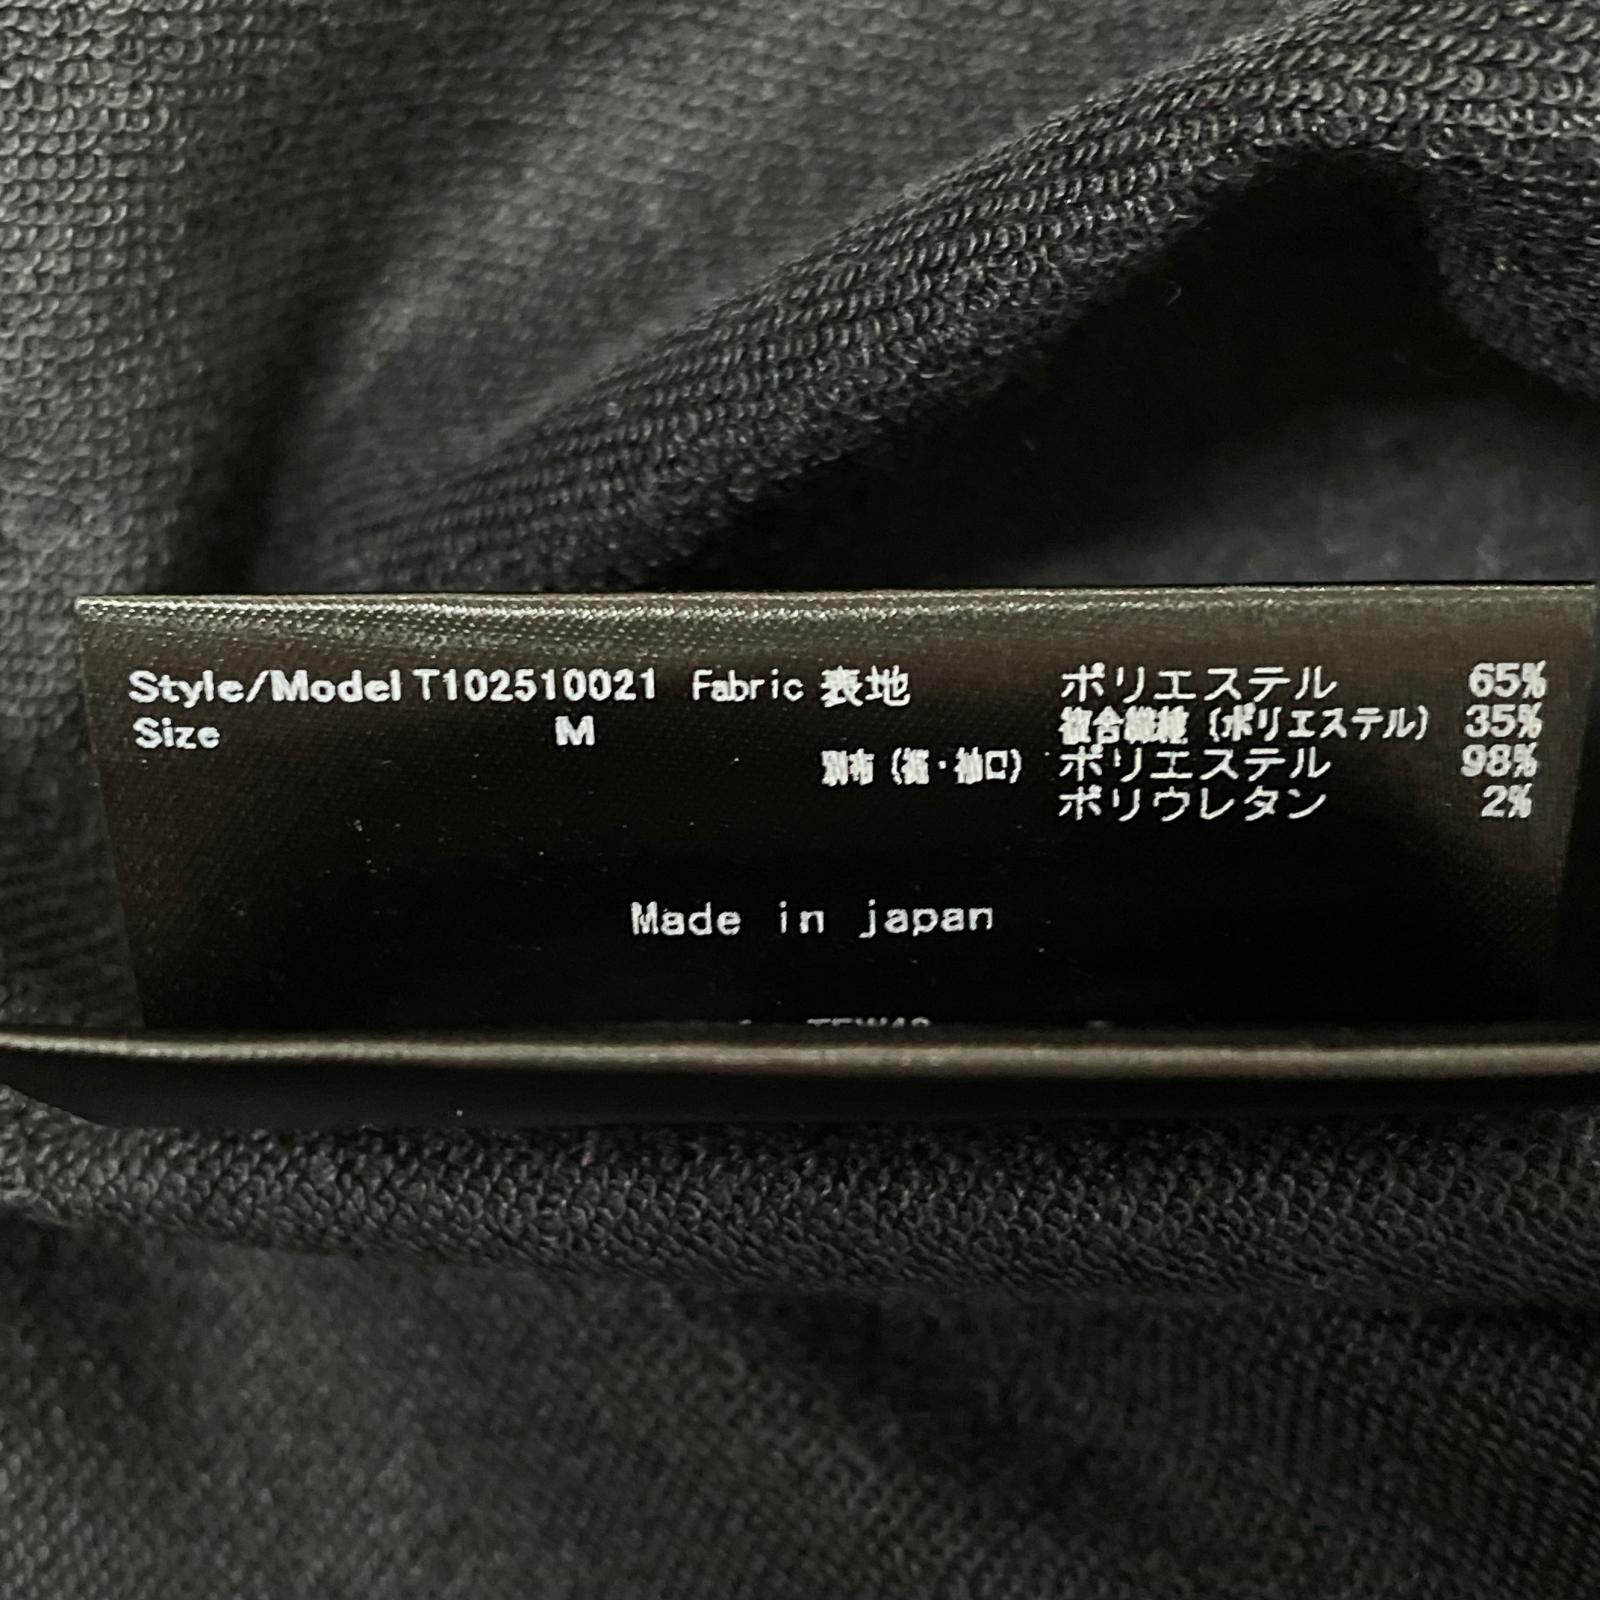 Style/Model T102510021 Fabric 表地 ポリエステル 65%
Size M 複合繊維（ポリエステル） 35%
別布（裾・袖口） ポリエステル 98%
ポリウレタン 2%
Made in japan